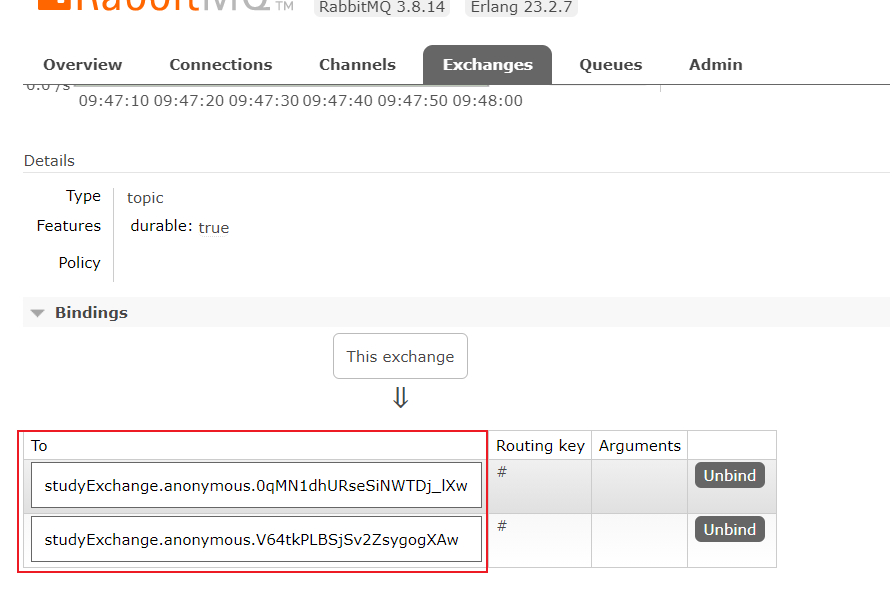 RabbitMQ TM RabbitMQ 3.8.14 Erlang 23.2.7
Overview Connections Channels Exchanges Queues Admin
0.0 /s
09:47:10 09:47:20 09:47:30 09:47:40 09:47:50 09:48:00
Details
Type topic
Features durable: true
Policy
Bindings
This exchange
⇓
To Routing key Arguments
studyExchange.anonymous.0qMN1dhURseSiNWTDj_lXw # Unbind
studyExchange.anonymous.V64tkPLBSjSv2ZsygogXAw # Unbind